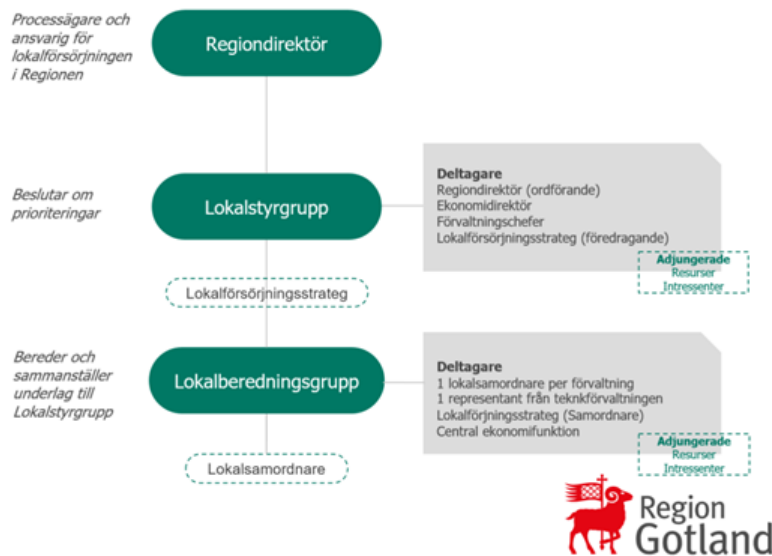 Processägare och
ansvarig för
lokalförsörjningen
i Regionen
Regiondirektör
Beslutar om
prioriteringar
Lokalstyrgrupp
Deltagare
Regiondirektör (ordförande)
Ekonomidirektör
Förvaltningschefer
Lokalförsörjningsstrateg (föredragande)
Adjungerade
Resurser
Intressenter
Lokalförsörjningsstrateg
Bereder och
sammanställer
underlag till
Lokalstyrgrupp
Lokalberedningsgrupp
Deltagare
1 lokalsamordnare per förvaltning
1 representant från teknkförvaltningen
Lokalförjningsstrateg (Samordnare)
Central ekonomifunktion
Adjungerade
Resurser
Intressenter
Lokalsamordnare
Region
Gotland